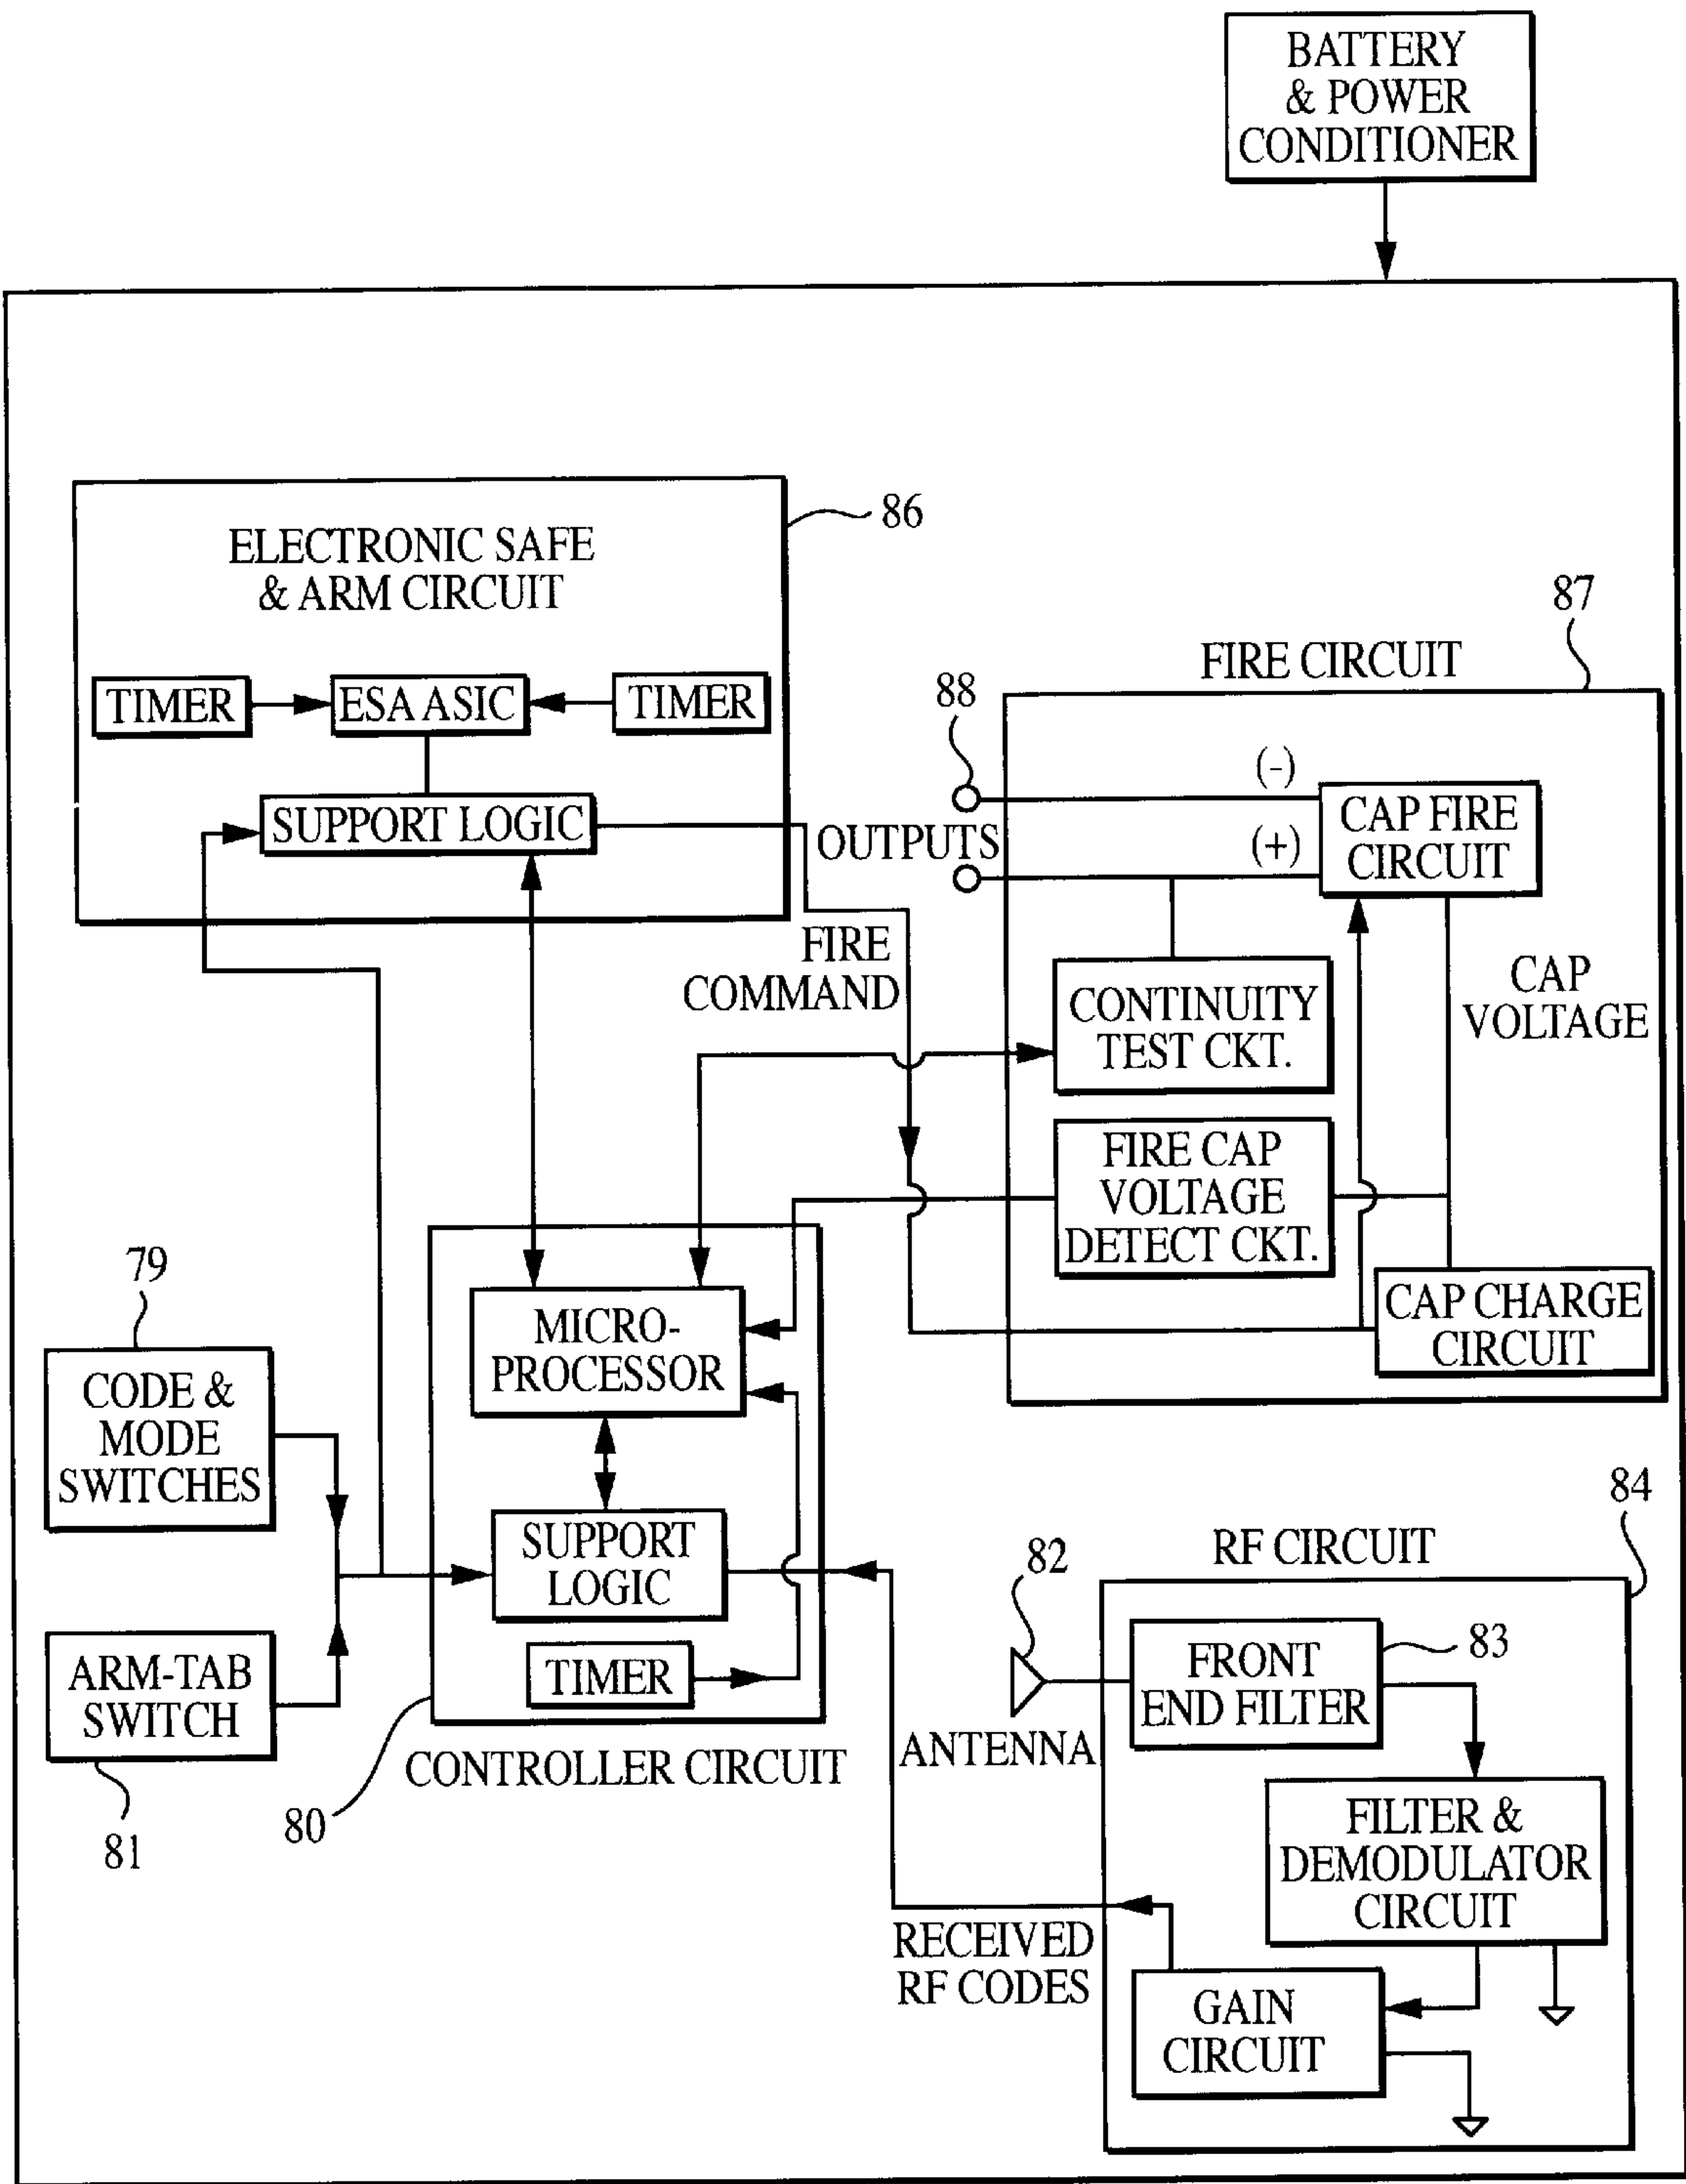 BATTERY
& POWER
CONDITIONER
86
ELECTRONIC SAFE
& ARM CIRCUIT
TIMER
ESA ASIC
TIMER
SUPPORT LOGIC
87
FIRE CIRCUIT
88
(-)
OUTPUTS
(+)
CAP FIRE
CIRCUIT
FIRE
COMMAND
CONTINUITY
TEST CKT.
CAP
VOLTAGE
FIRE CAP
VOLTAGE
DETECT CKT.
CAP CHARGE
CIRCUIT
79
CODE &
MODE
SWITCHES
MICRO-
PROCESSOR
SUPPORT
LOGIC
TIMER
ARM-TAB
SWITCH
81
80
CONTROLLER CIRCUIT
84
RF CIRCUIT
82
ANTENNA
FRONT
END FILTER
83
FILTER &
DEMODULATOR
CIRCUIT
RECEIVED
RF CODES
GAIN
CIRCUIT